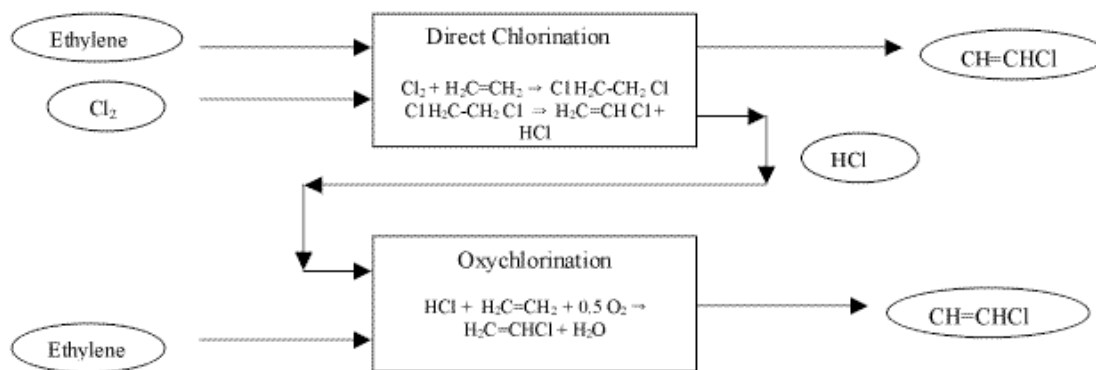 Ethylene
Direct Chlorination
CH=CHCl
Cl₂
Cl₂ + H₂C=CH₂ → Cl H₂C-CH₂ Cl
Cl H₂C-CH₂ Cl → H₂C=CH Cl +
HCl
HCl
Oxychlorination
HCl + H₂C=CH₂ + 0.5 O₂ →
H₂C=CHCl + H₂O
CH=CHCl
Ethylene